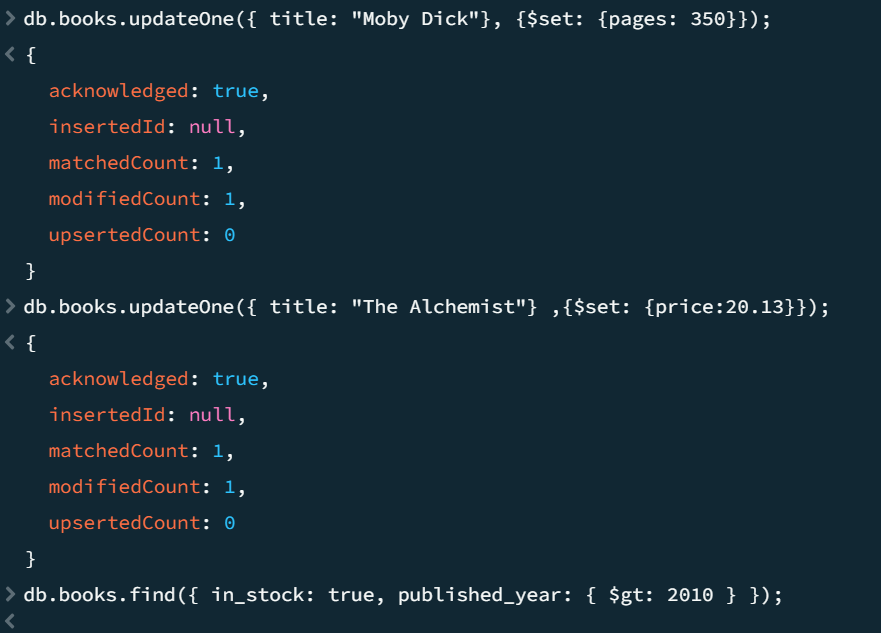 > db.books.updateOne({ title: "Moby Dick"}, {$set: {pages: 350}});
< {
acknowledged: true,
insertedId: null,
matchedCount: 1,
modifiedCount: 1,
upsertedCount: 0
}
> db.books.updateOne({ title: "The Alchemist"} ,{$set: {price:20.13}});
< {
acknowledged: true,
insertedId: null,
matchedCount: 1,
modifiedCount: 1,
upsertedCount: 0
}
> db.books.find({ in_stock: true, published_year: { $gt: 2010 } });
<